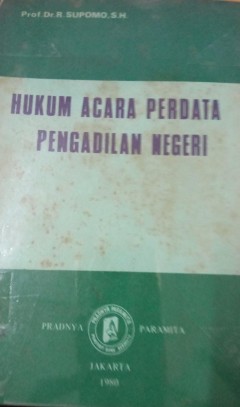 Prof.Dr.R.SUPOMO,S.H
HUKUM ACARA PERDATA
PENGADILAN NEGERI
PRADNYA PARAMITA
JAKARTA
1980